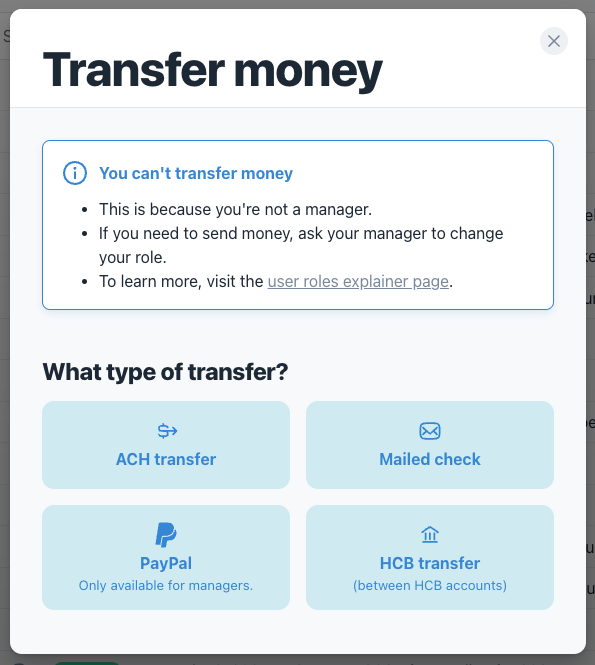 Transfer money
You can't transfer money
This is because you're not a manager.
If you need to send money, ask your manager to change
your role.
To learn more, visit the user roles explainer page.
What type of transfer?
ACH transfer
Mailed check
PayPal
Only available for managers.
HCB transfer
(between HCB accounts)